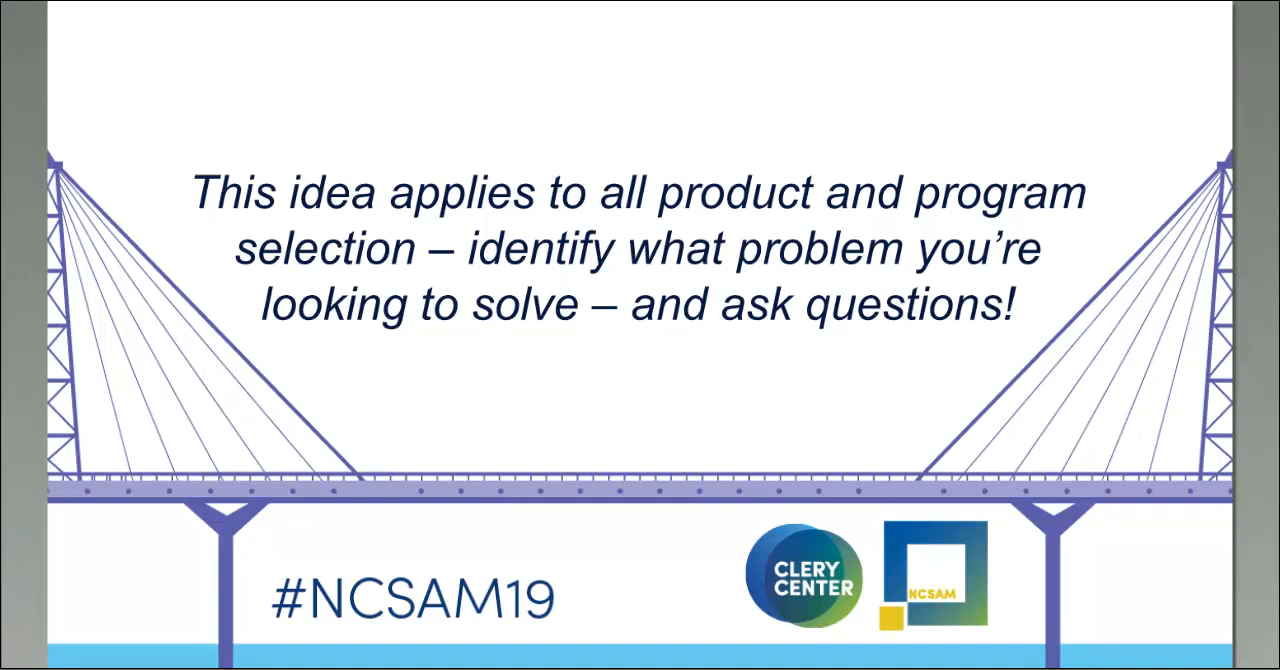 This idea applies to all product and program
selection – identify what problem you’re
looking to solve – and ask questions!
#NCSAM19
CLERY
CENTER
NCSAM